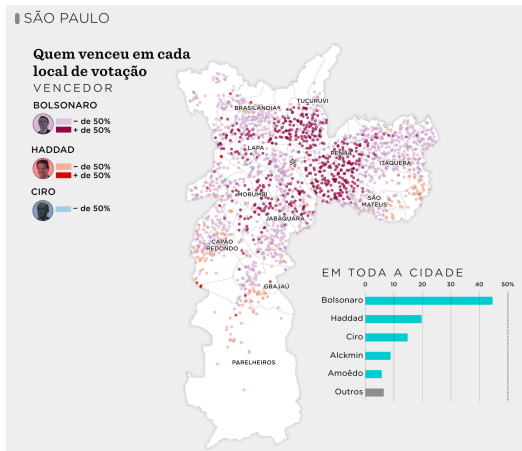 SÃO PAULO
Quem venceu em cada
local de votação
VENCEDOR
BOLSONARO
– de 50%
+ de 50%
HADDAD
– de 50%
+ de 50%
CIRO
– de 50%
TUCURUVI
BRASILÂNDIA
LAPA
PENHA
ITAQUERA
MORUMBI
SÃO
MATEUS
JABAQUARA
CAPÃO
REDONDO
GRAJAÚ
PARELHEIROS
EM TODA A CIDADE
0 10 20 30 40 50%
Bolsonaro
Haddad
Ciro
Alckmin
Amoêdo
Outros